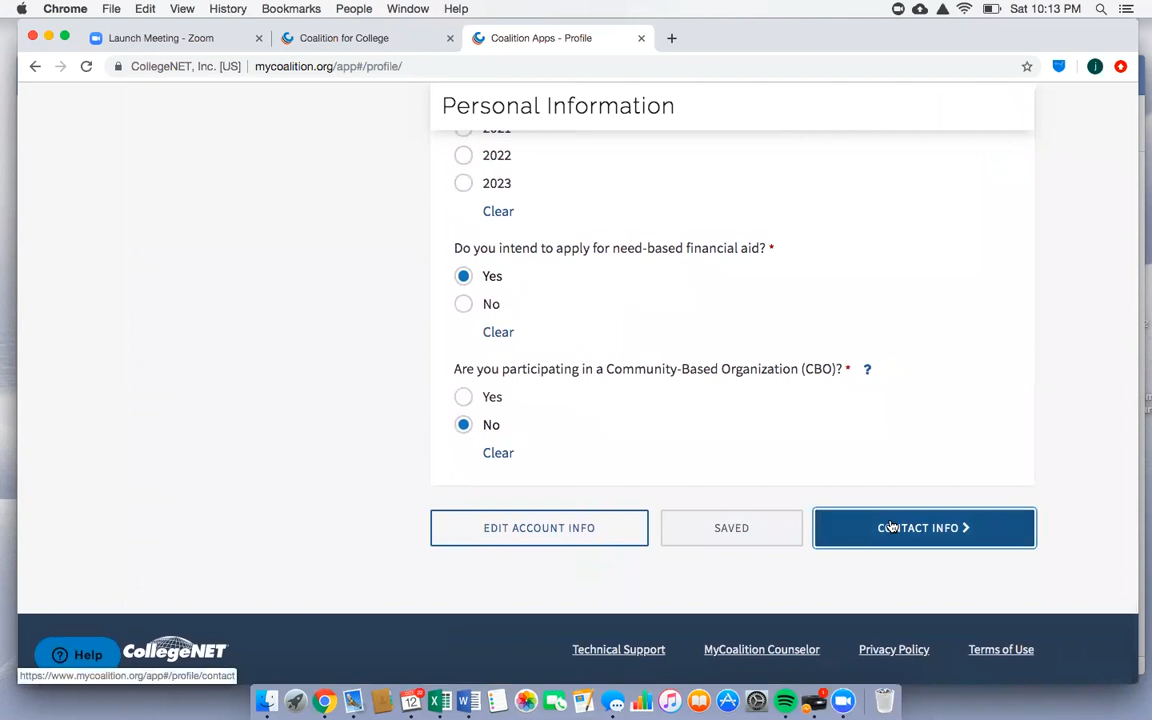 Chrome File Edit View History Bookmarks People Window Help Sat 10:13 PM
Launch Meeting - Zoom Coalition for College Coalition Apps - Profile
CollegeNET, Inc. [US] mycoalition.org/app#/profile/
Personal Information
2021
2022
2023
Clear
Do you intend to apply for need-based financial aid? *
Yes
No
Clear
Are you participating in a Community-Based Organization (CBO)? * ?
Yes
No
Clear
EDIT ACCOUNT INFO SAVED CONTACT INFO
Help CollegeNET Technical Support MyCoalition Counselor Privacy Policy Terms of Use
https://www.mycoalition.org/app#/profile/contact